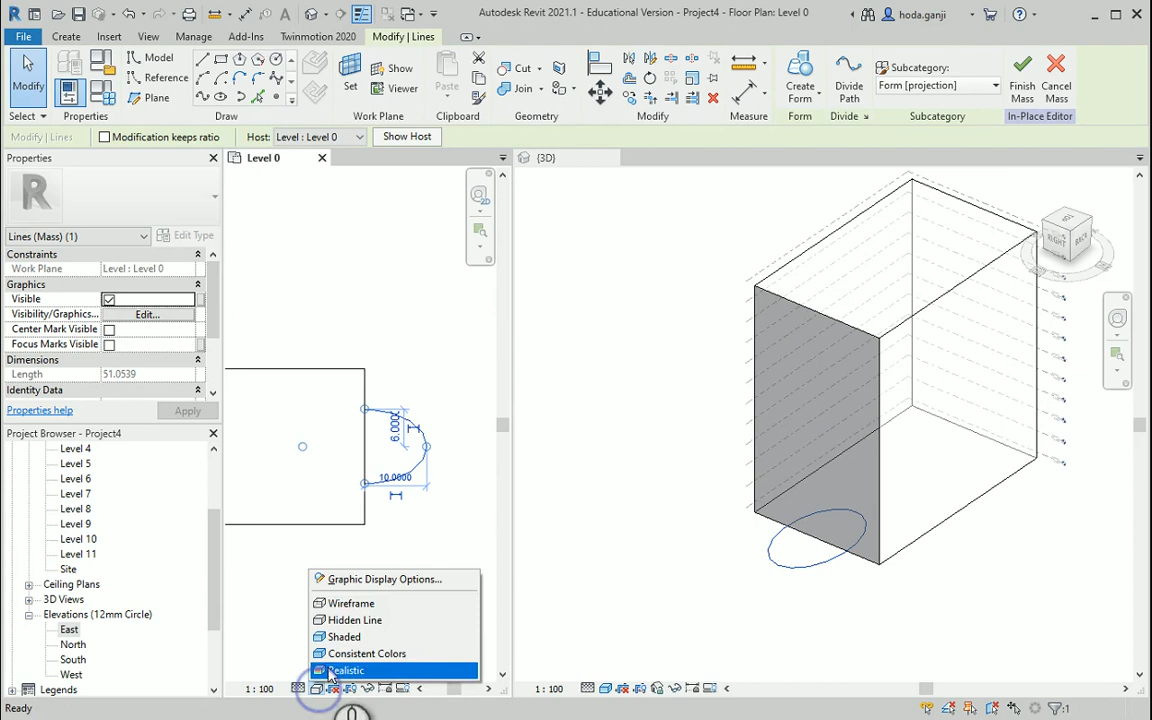 Autodesk Revit 2021.1 - Educational Version - Project4 - Floor Plan: Level 0
hoda.ganji
File Create Insert View Manage Add-Ins Twinmotion 2020 Modify | Lines
Modify
Model
Reference
Plane
Set
Show
Viewer
Paste
Cut
Join
Create Form
Divide Path
Subcategory:
Form [projection]
Finish Mass
Cancel Mass
Select Properties Draw Work Plane Geometry Modify Measure Form Divide Subcategory In-Place Editor
Modify | Lines Modification keeps ratio Host: Level : Level 0 Show Host
Properties
Level 0
{3D}
Lines (Mass) (1) Edit Type
Constraints
Work Plane Level : Level 0
Graphics
Visible
Visibility/Graphics... Edit...
Center Mark Visible
Focus Marks Visible
Dimensions
Length 51.0539
Identity Data
Properties help Apply
Project Browser - Project4
Level 4
Level 5
Level 6
Level 7
Level 8
Level 9
Level 10
Level 11
Site
Ceiling Plans
3D Views
Elevations (12mm Circle)
East
North
South
West
Legends
6.0000
10.0000
2D
RIGHT
BACK
Graphic Display Options...
Wireframe
Hidden Line
Shaded
Consistent Colors
Realistic
1 : 100
1 : 100
Ready
:1